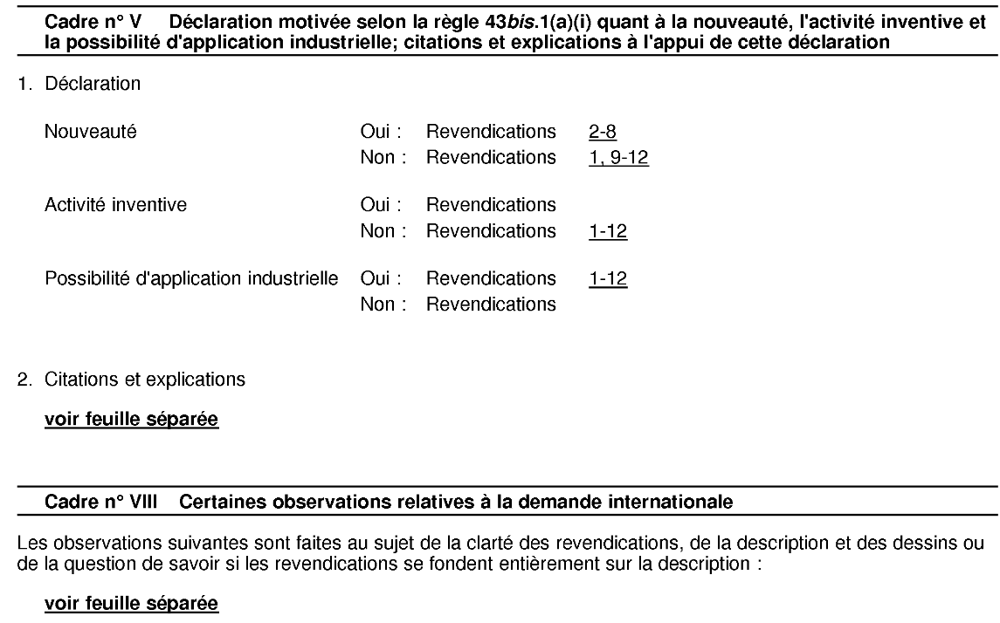 Cadre n° V Déclaration motivée selon la règle 43bis.1(a)(i) quant à la nouveauté, l'activité inventive et
la possibilité d'application industrielle; citations et explications à l'appui de cette déclaration
1. Déclaration
Nouveauté Oui : Revendications 2-8
Non : Revendications 1, 9-12
Activité inventive Oui : Revendications
Non : Revendications 1-12
Possibilité d'application industrielle Oui : Revendications 1-12
Non : Revendications
2. Citations et explications
voir feuille séparée
Cadre n° VIII Certaines observations relatives à la demande internationale
Les observations suivantes sont faites au sujet de la clarté des revendications, de la description et des dessins ou
de la question de savoir si les revendications se fondent entièrement sur la description :
voir feuille séparée